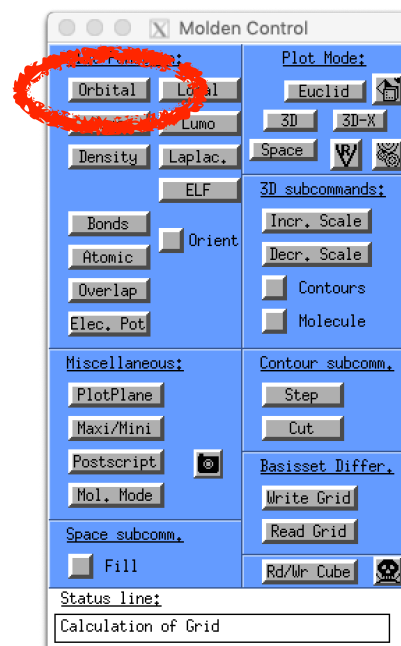 Molden Control
Plot Mode:
Orbital
Euclid
Lumo
3D
3D-X
Density
Laplac.
Space
VR/
ELF
3D subcommands:
Incr. Scale
Bonds
Orient
Decr. Scale
Atomic
Contours
Overlap
Molecule
Elec. Pot
Miscellaneous:
Contour subcomm.
PlotPlane
Step
Maxi/Mini
Cut
Postscript
Basisset Differ.
Mol. Mode
Write Grid
Read Grid
Space subcomm.
Fill
Rd/Wr Cube
Status line:
Calculation of Grid